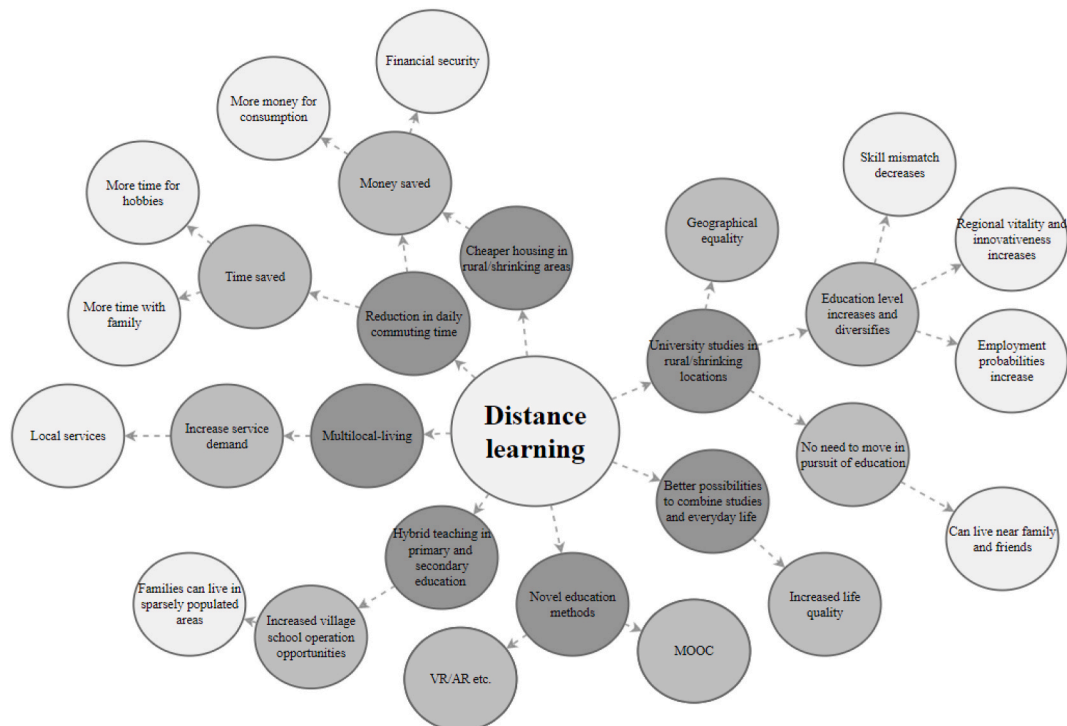 Financial security
More money for
consumption
Money saved
More time for
hobbies
Time saved
More time with
family
Cheaper housing in
rural/shrinking areas
Reduction in daily
commuting time
Skill mismatch
decreases
Geographical
equality
Regional vitality and
innovativeness
increases
Education level
increases and
diversifies
University studies in
rural/shrinking
locations
Employment
probabilities
increase
Distance
learning
Local services
Increase service
demand
Multilocal-living
No need to move in
pursuit of education
Better possibilities
to combine studies
and everyday life
Can live near family
and friends
Hybrid teaching in
primary and
secondary
education
Families can live in
sparsely populated
areas
Increased village
school operation
opportunities
Novel education
methods
Increased life
quality
VR/AR etc.
MOOC